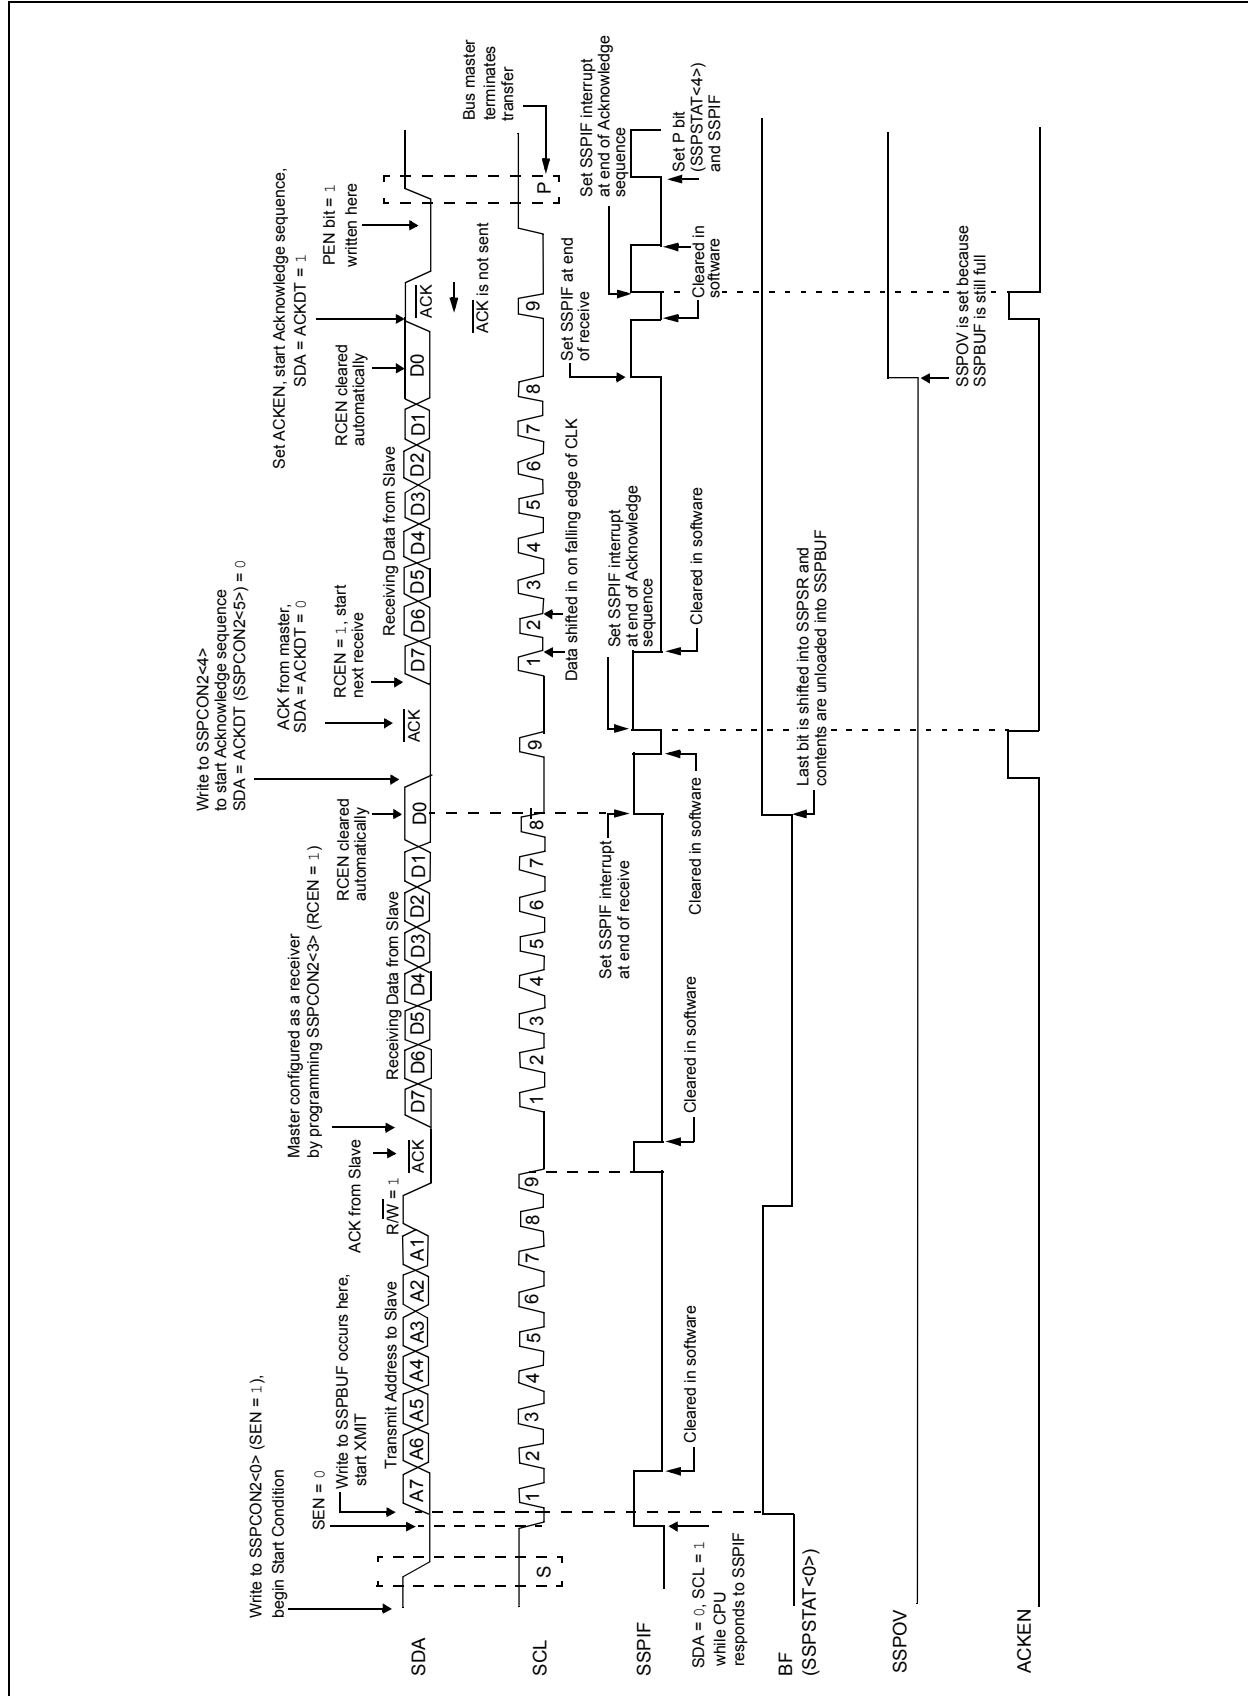 Write to SSPCON2<0> (SEN = 1),
begin Start Condition
SEN = 0
Write to SSPBUF occurs here,
start XMIT
Transmit Address to Slave
R/W = 1
ACK from Slave
Master configured as a receiver
by programming SSPCON2<3> (RCEN = 1)
Receiving Data from Slave
RCEN cleared
automatically
Write to SSPCON2<4>
to start Acknowledge sequence
SDA = ACKDT (SSPCON2<5>) = 0
ACK from master,
SDA = ACKDT = 0
RCEN = 1, start
next receive
Receiving Data from Slave
RCEN cleared
automatically
Set ACKEN, start Acknowledge sequence,
SDA = ACKDT = 1
PEN bit = 1
written here
SDA
A7 A6 A5 A4 A3 A2 A1
ACK
D7 D6 D5 D4 D3 D2 D1 D0
ACK
D7 D6 D5 D4 D3 D2 D1 D0
ACK
ACK is not sent
Bus master
terminates
transfer
SCL
S
1 2 3 4 5 6 7 8 9
1 2 3 4 5 6 7 8 9
1 2 3 4 5 6 7 8 9
P
Data shifted in on falling edge of CLK
Set SSPIF interrupt
at end of receive
Set SSPIF interrupt
at end of Acknowledge
sequence
Set SSPIF at end
of receive
Set SSPIF interrupt
at end of Acknowledge
sequence
SSPIF
SDA = 0, SCL = 1
while CPU
responds to SSPIF
Cleared in software
Cleared in software
Cleared in software
Cleared in software
Cleared in
software
Set P bit
(SSPSTAT<4>)
and SSPIF
BF
(SSPSTAT<0>)
Last bit is shifted into SSPSR and
contents are unloaded into SSPBUF
SSPOV
SSPOV is set because
SSPBUF is still full
ACKEN